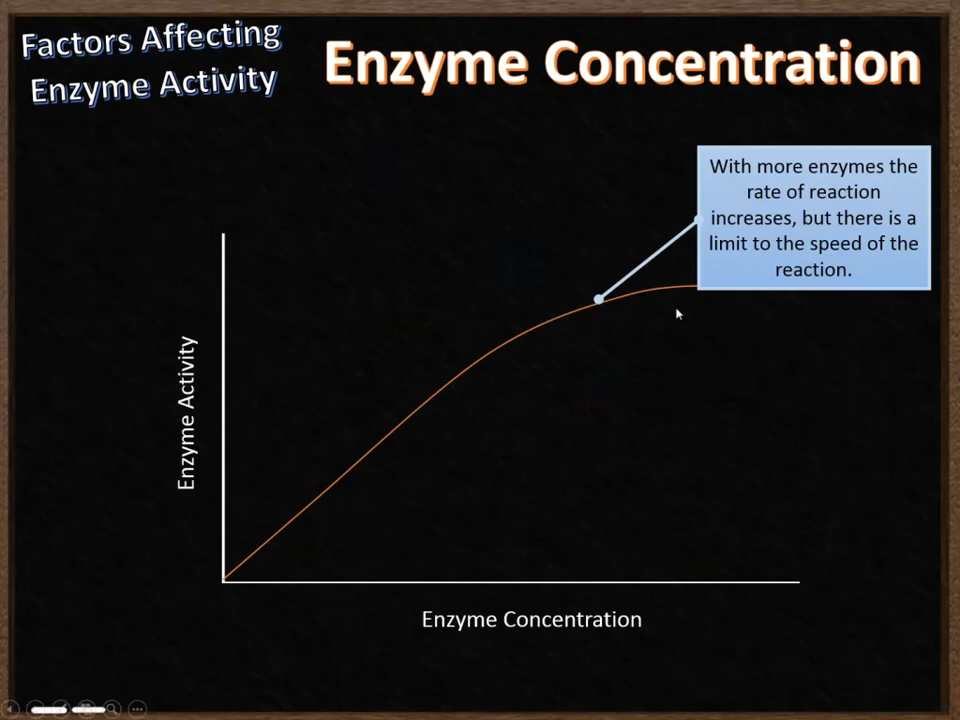 Factors Affecting
Enzyme Activity
Enzyme Concentration
With more enzymes the
rate of reaction
increases, but there is a
limit to the speed of the
reaction.
Enzyme Activity
Enzyme Concentration